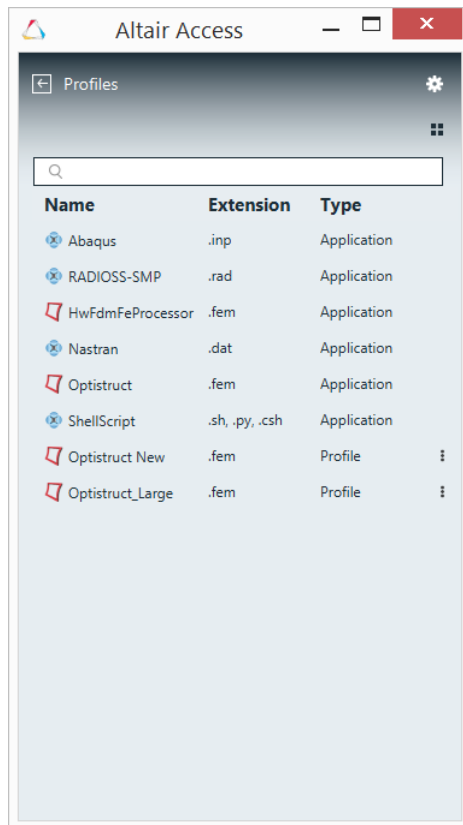 Altair Access
Profiles
Name Extension Type
Abaqus .inp Application
RADIOSS-SMP .rad Application
HwFdmFeProcessor .fem Application
Nastran .dat Application
Optistruct .fem Application
ShellScript .sh, .py, .csh Application
Optistruct New .fem Profile
Optistruct_Large .fem Profile